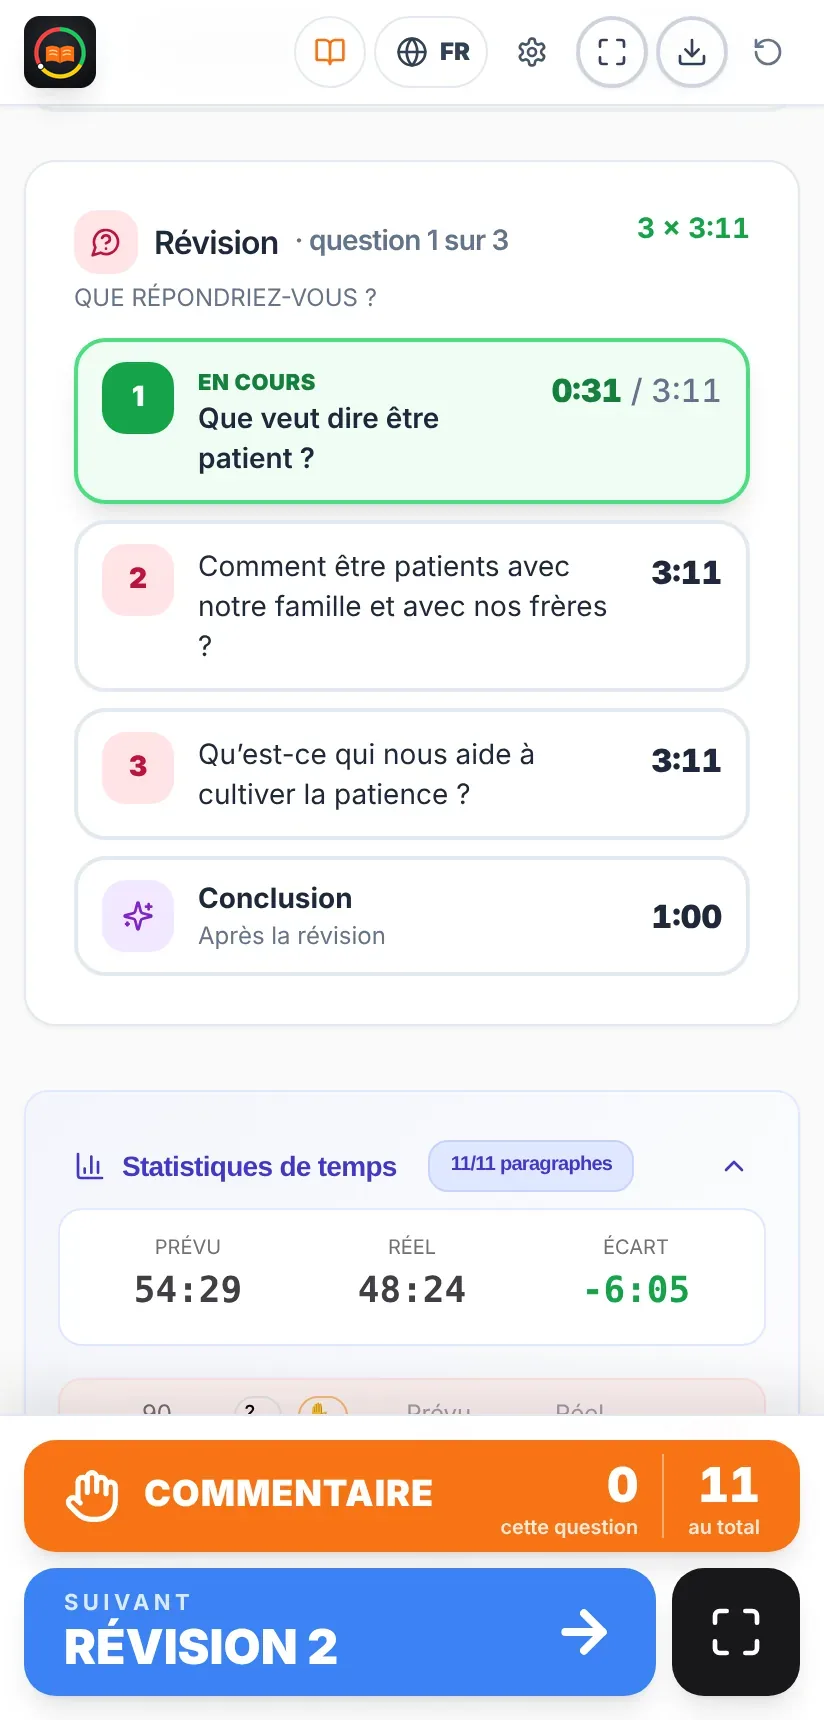 FR
Révision · question 1 sur 3
3 × 3:11
QUE RÉPONDRIEZ-VOUS ?
1
EN COURS
0:31 / 3:11
Que veut dire être
patient ?
2
Comment être patients avec
notre famille et avec nos frères
?
3:11
3
Qu’est-ce qui nous aide à
cultiver la patience ?
3:11
Conclusion
Après la révision
1:00
Statistiques de temps
11/11 paragraphes
PRÉVU
RÉEL
ÉCART
54:29
48:24
-6:05
90
2
Prévu
Réel
COMMENTAIRE
0
cette question
11
au total
SUIVANT
RÉVISION 2